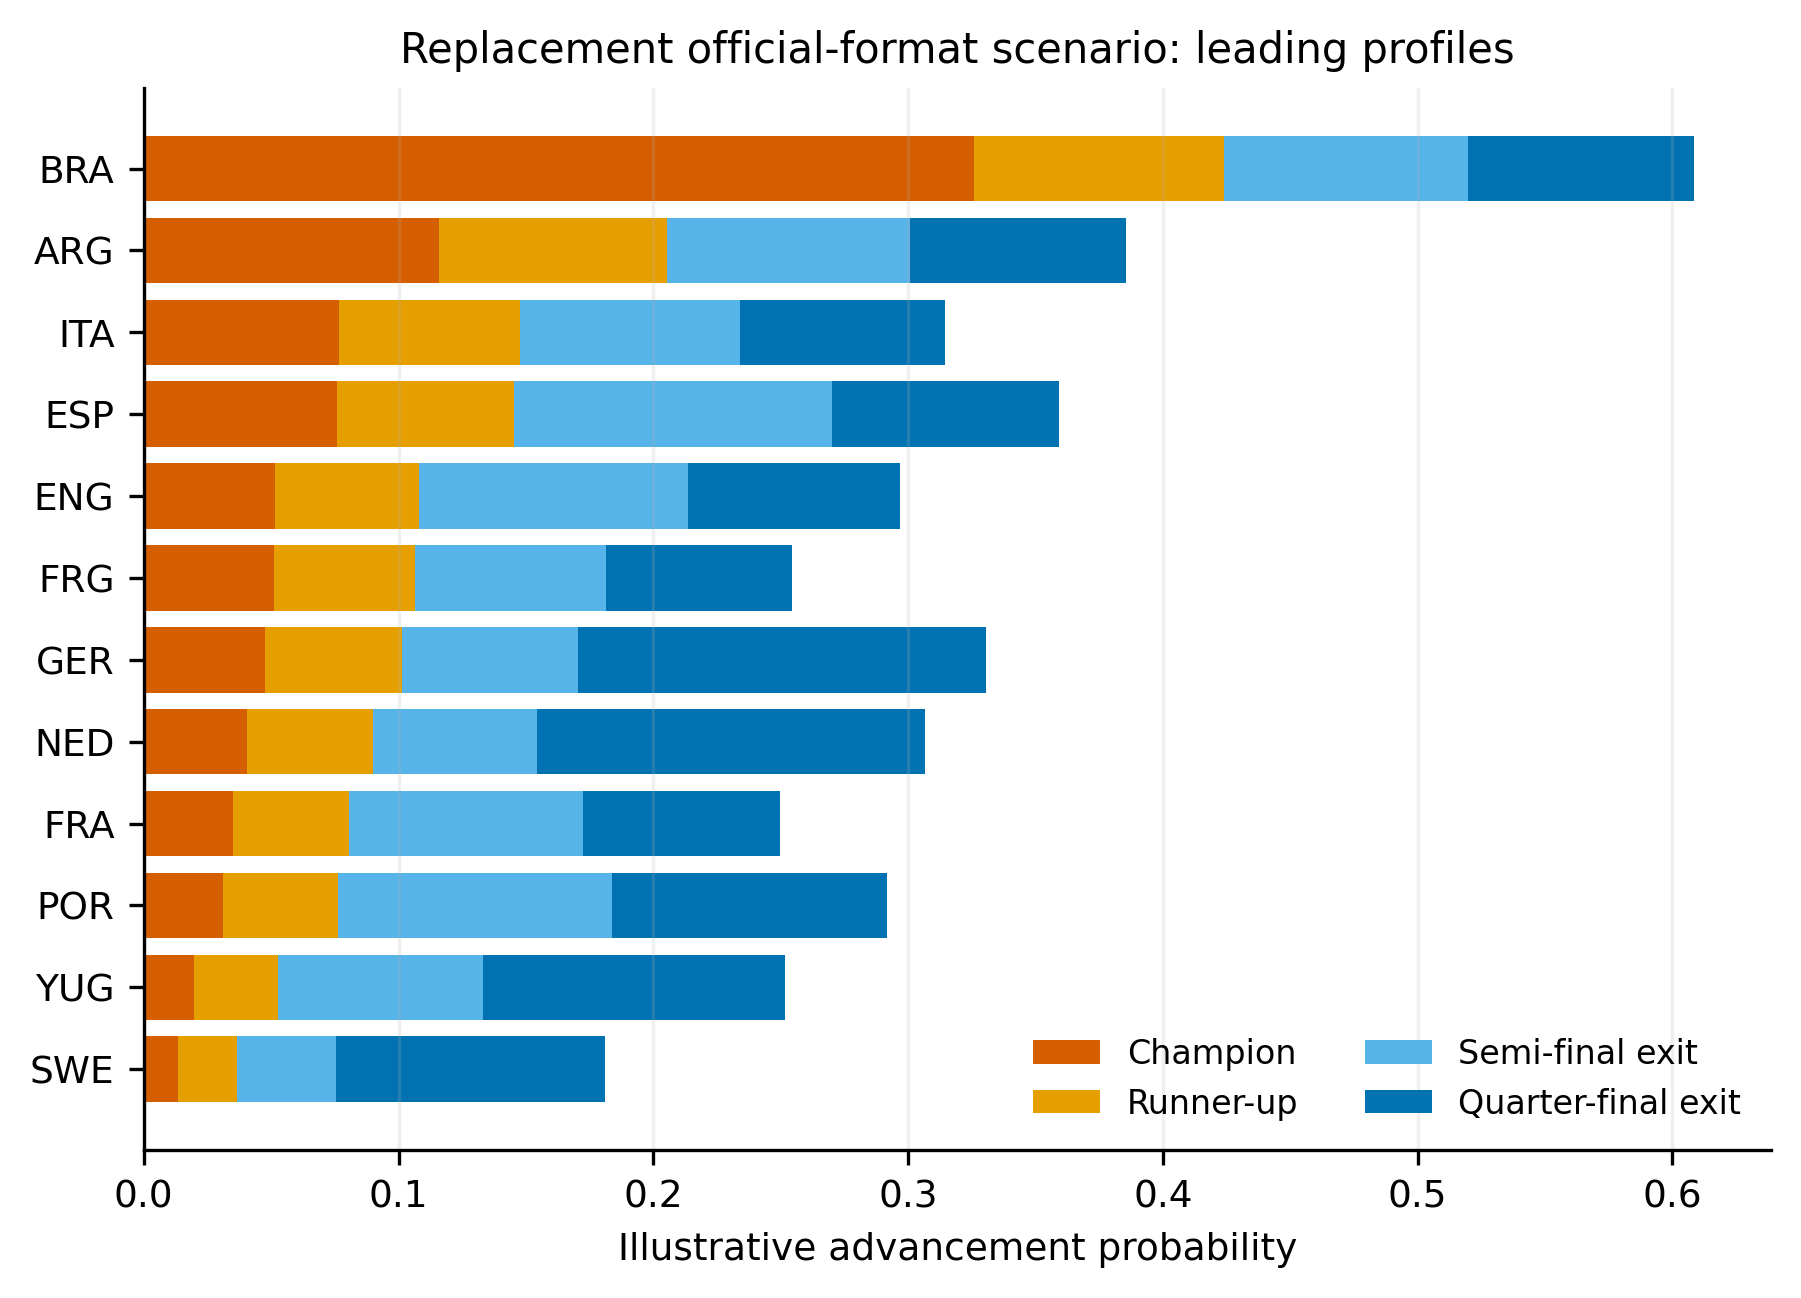 Replacement official-format scenario: leading profiles
BRA
ARG
ITA
ESP
ENG
FRG
GER
NED
FRA
POR
YUG
SWE
Champion
Runner-up
Semi-final exit
Quarter-final exit
0.0 0.1 0.2 0.3 0.4 0.5 0.6
Illustrative advancement probability